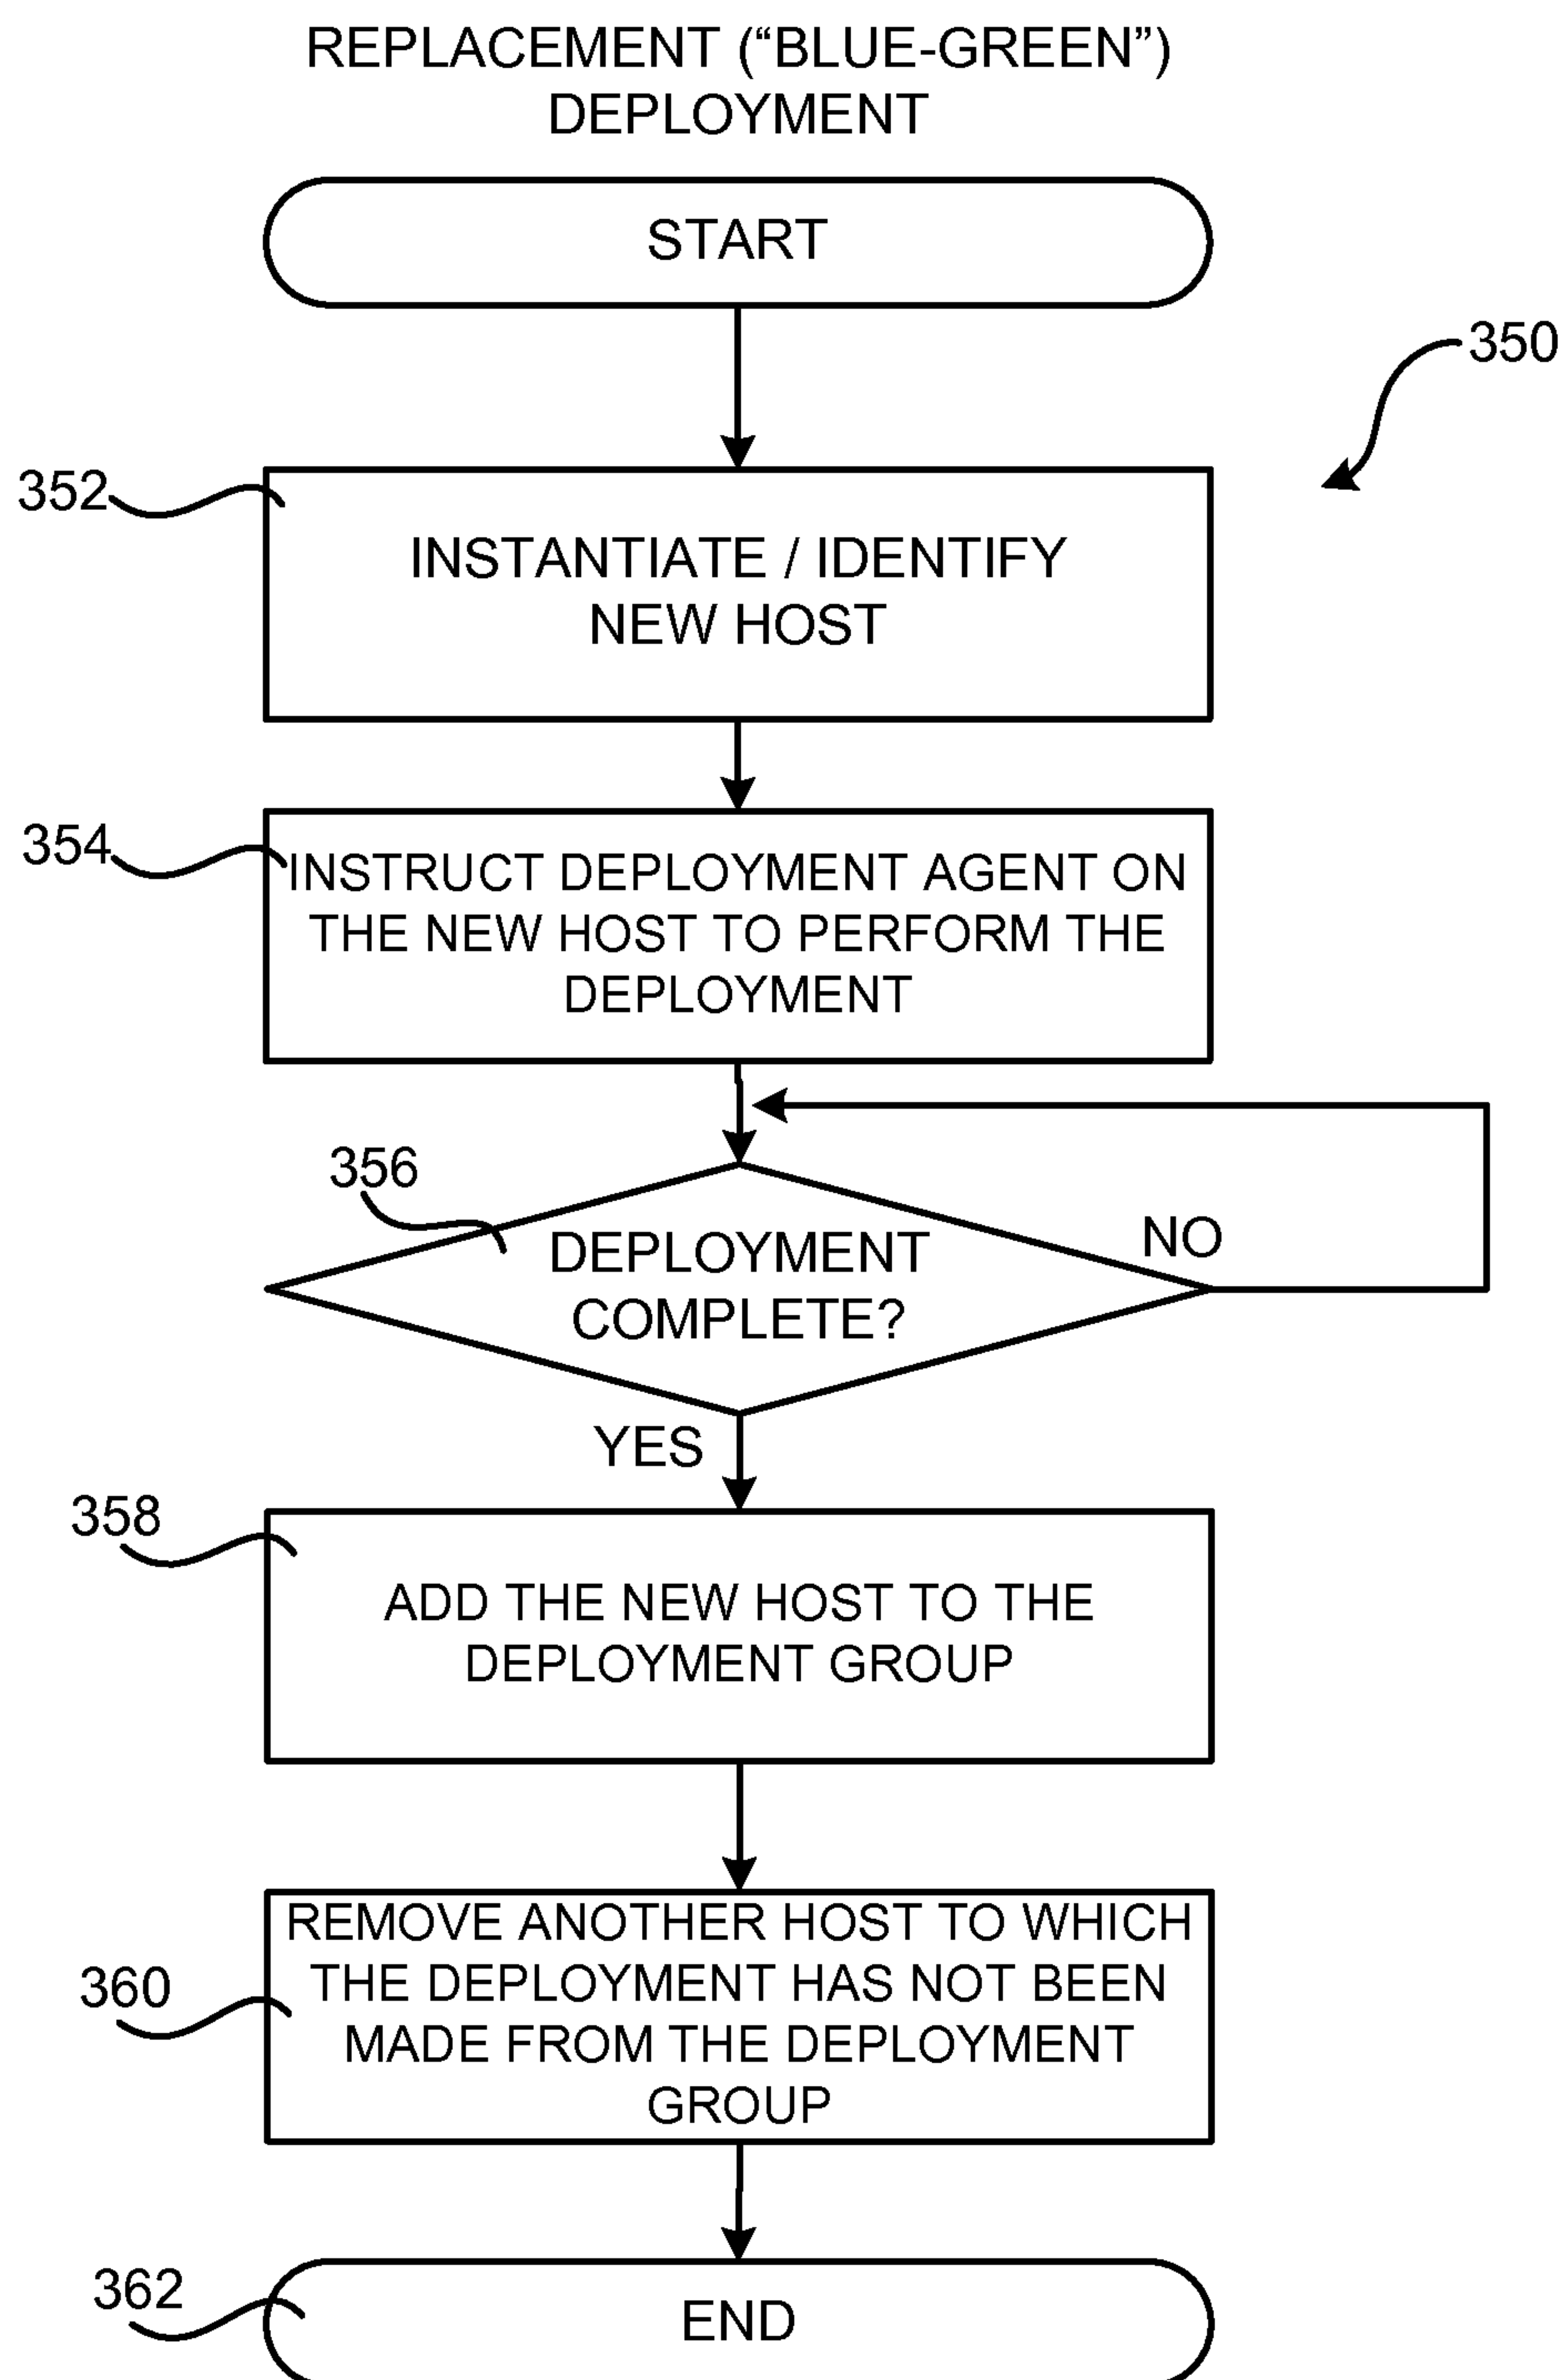 REPLACEMENT (“BLUE-GREEN”)
DEPLOYMENT
START
350
352
INSTANTIATE / IDENTIFY
NEW HOST
354
INSTRUCT DEPLOYMENT AGENT ON
THE NEW HOST TO PERFORM THE
DEPLOYMENT
356
DEPLOYMENT
COMPLETE?
NO
YES
358
ADD THE NEW HOST TO THE
DEPLOYMENT GROUP
360
REMOVE ANOTHER HOST TO WHICH
THE DEPLOYMENT HAS NOT BEEN
MADE FROM THE DEPLOYMENT
GROUP
362
END